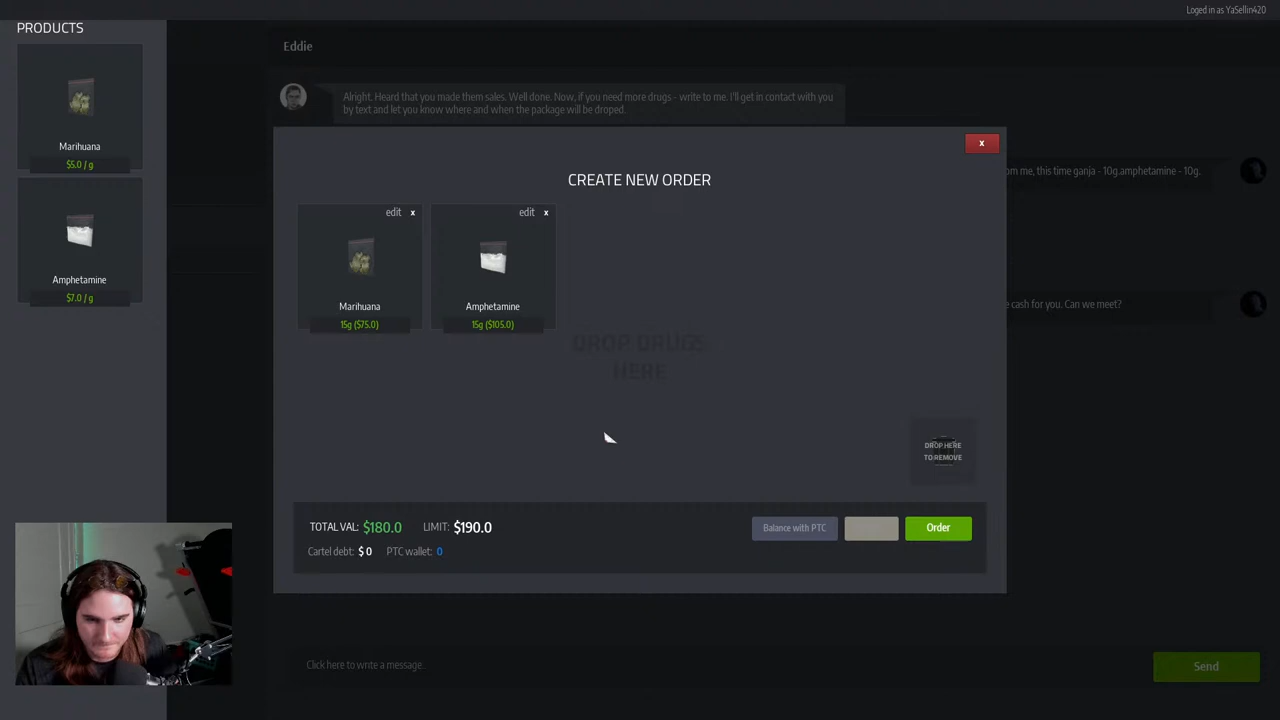 Loged in as YaSellin420
PRODUCTS
Marihuana
$5.0 / g
Amphetamine
$7.0 / g
Eddie
Alright. Heard that you made them sales. Well done. Now, if you need more drugs - write to me. I'll get in contact with you
by text and let you know where and when the package will be droped.
om me, this time ganja - 10g.amphetamine - 10g.
e cash for you. Can we meet?
x
CREATE NEW ORDER
edit x
Marihuana
15g ($75.0)
edit x
Amphetamine
15g ($105.0)
DROP DRUGS
HERE
DROP HERE
TO REMOVE
TOTAL VAL: $180.0 LIMIT: $190.0
Cartel debt: $ 0 PTC wallet: 0
Balance with PTC
Order
Click here to write a message...
Send